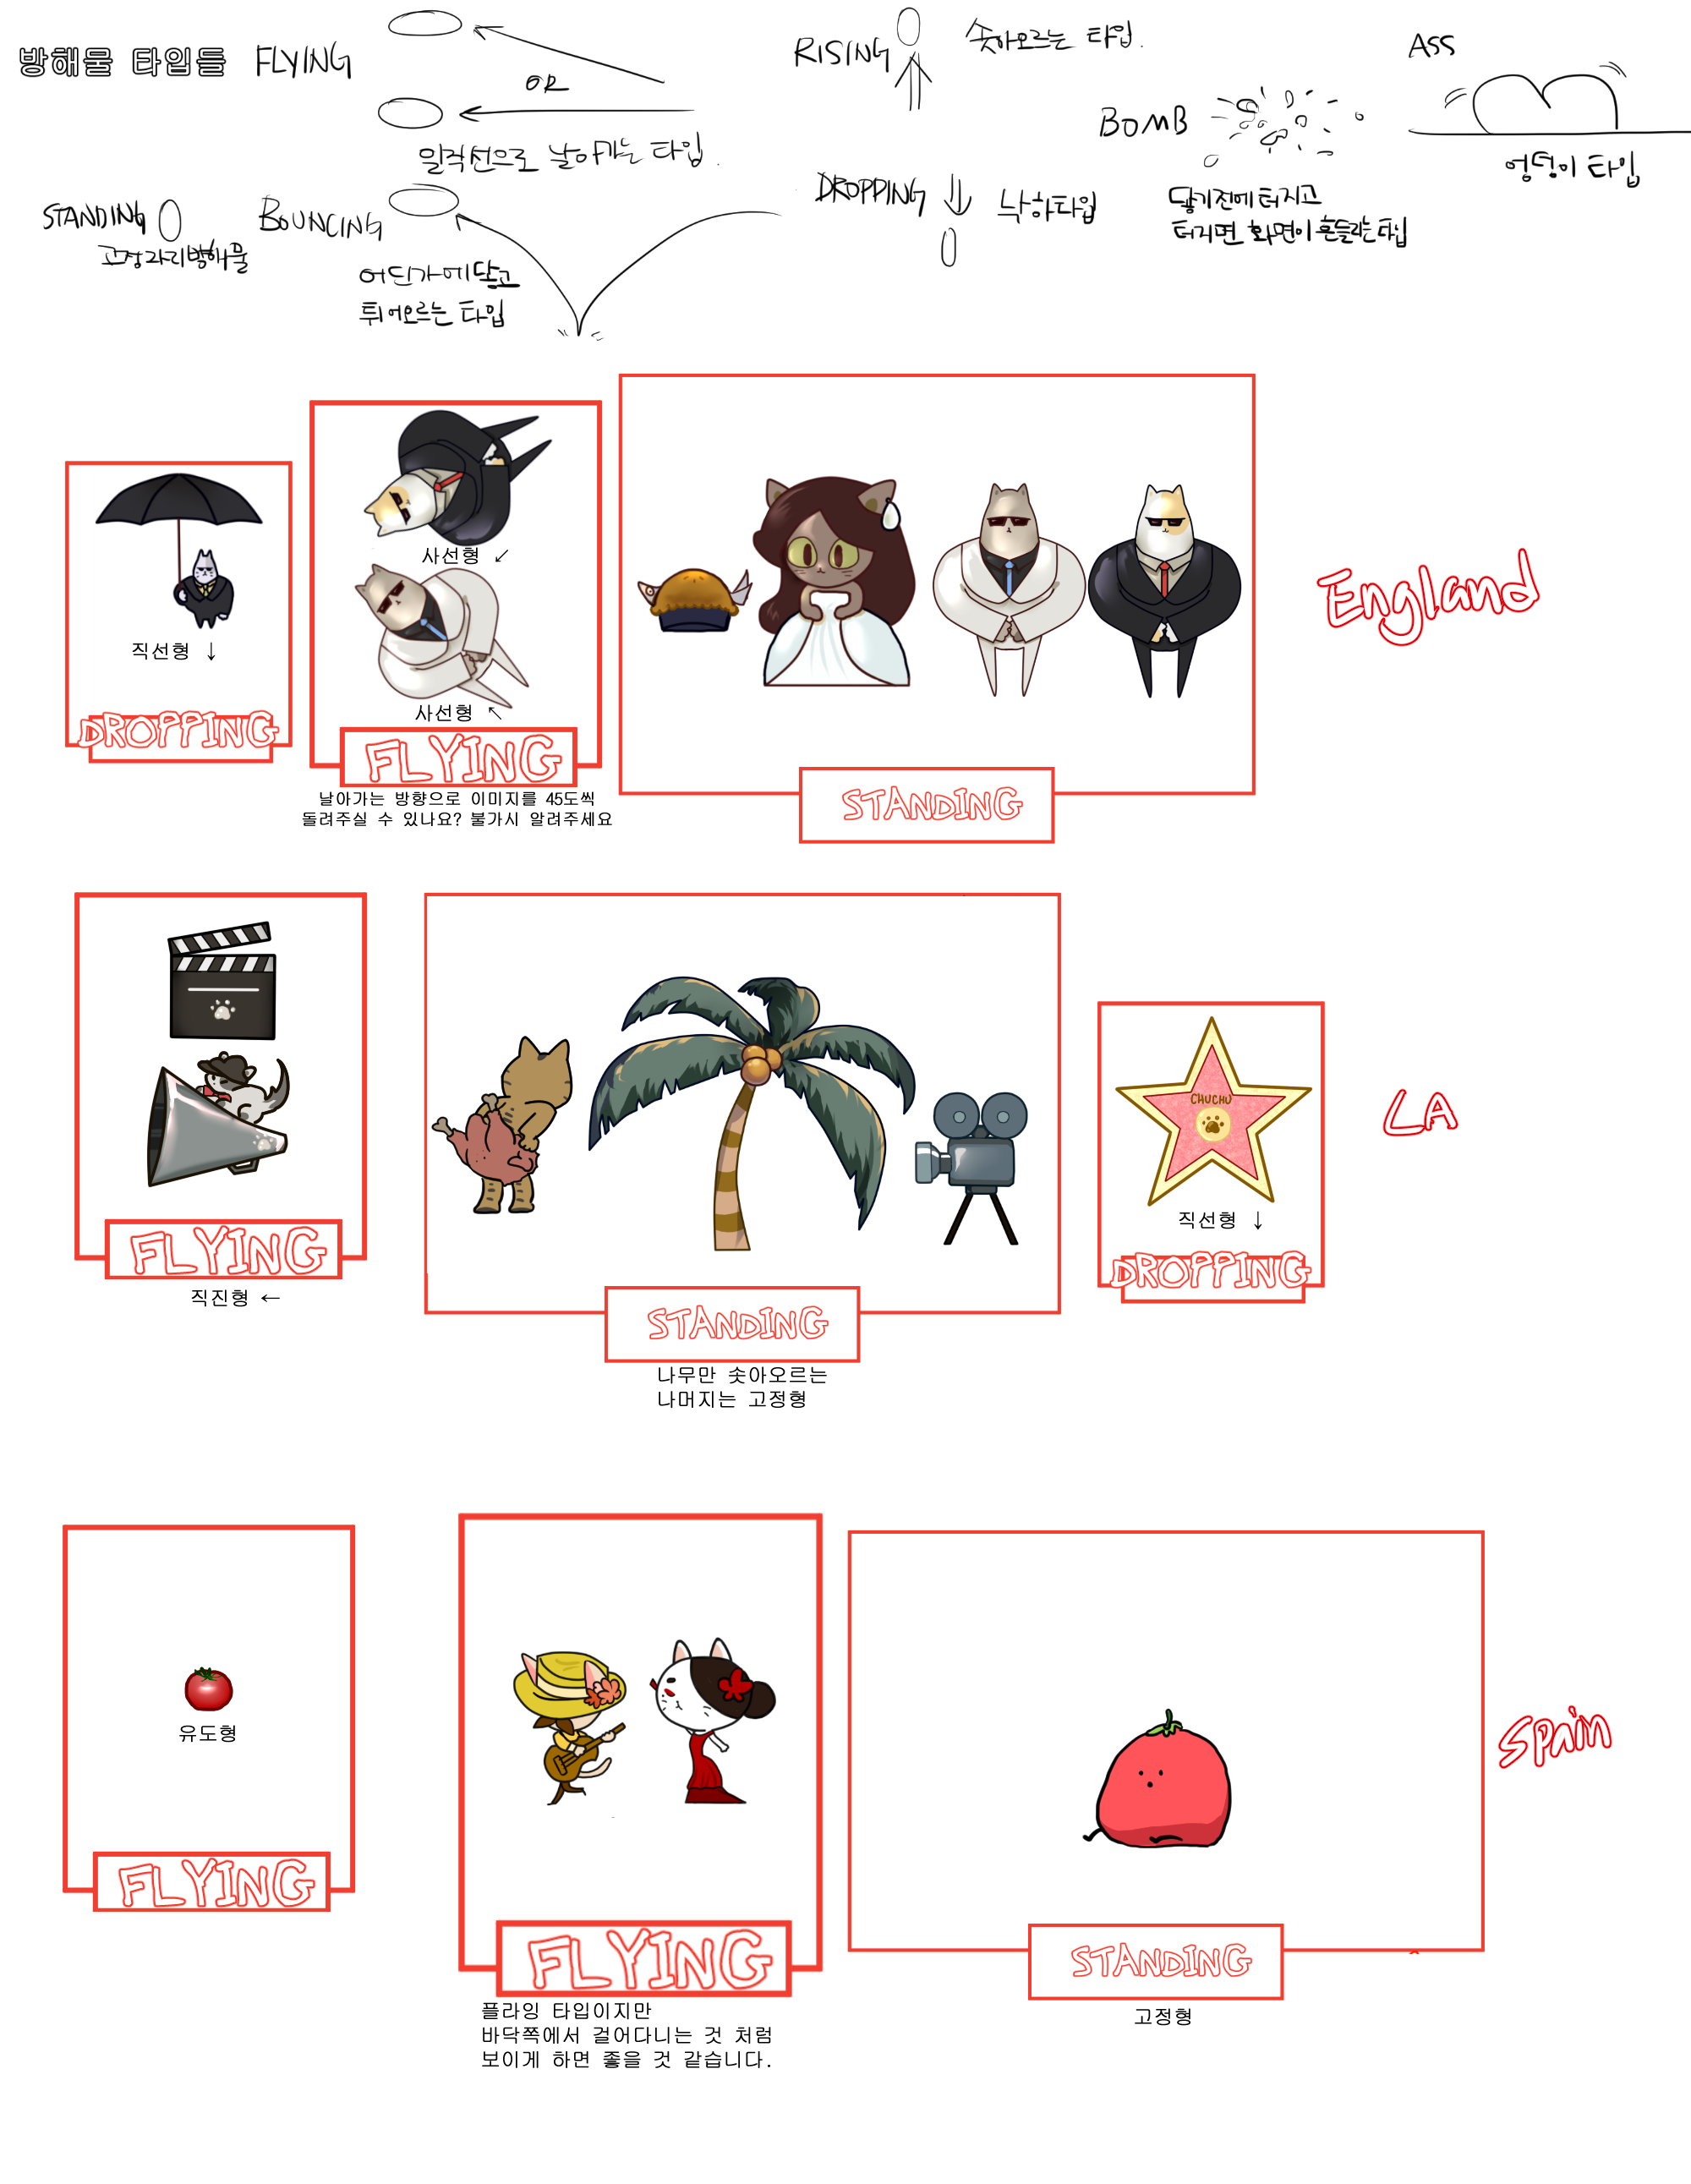 방해물 타입들
FLYING
OR
일직선으로 날아가는 타입.
RISING
솟아오르는 타입.
ASS
엉덩이 타입
BOMB
닿기전에 터지고
터지면 화면이 흔들리는 타입
STANDING
고정자리방해물
BOUNCING
어딘가에 닿고
튀어오르는 타입
DROPPING
낙하타입
직선형 ↓
DROPPING
사선형 ↙
사선형 ↖
FLYING
날아가는 방향으로 이미지를 45도씩
돌려주실 수 있나요? 불가시 알려주세요
STANDING
England
FLYING
직진형 ←
STANDING
나무만 솟아오르는
나머지는 고정형
CHUCHU
직선형 ↓
DROPPING
LA
유도형
FLYING
FLYING
플라잉 타입이지만
바닥쪽에서 걸어다니는 것 처럼
보이게 하면 좋을 것 같습니다.
STANDING
고정형
Spain